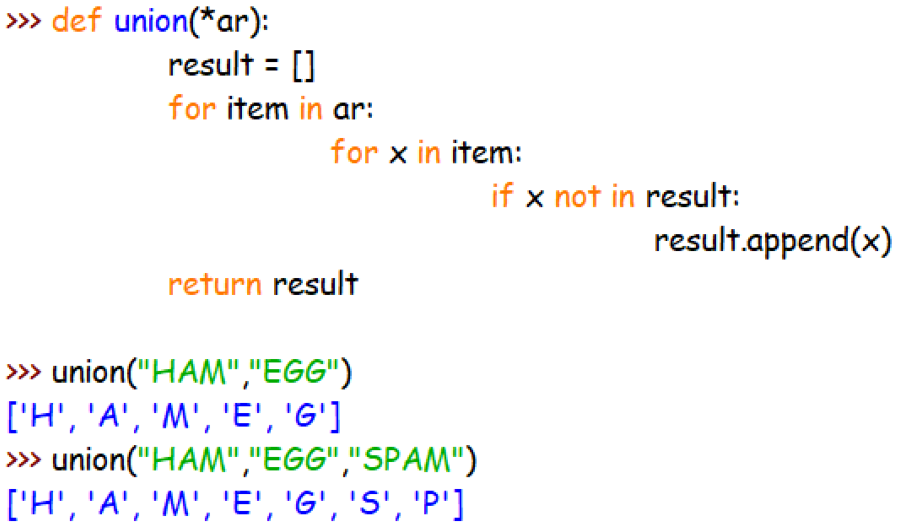 >>> def union(*ar):
result = []
for item in ar:
for x in item:
if x not in result:
result.append(x)
return result
>>> union("HAM","EGG")
['H', 'A', 'M', 'E', 'G']
>>> union("HAM","EGG","SPAM")
['H', 'A', 'M', 'E', 'G', 'S', 'P']